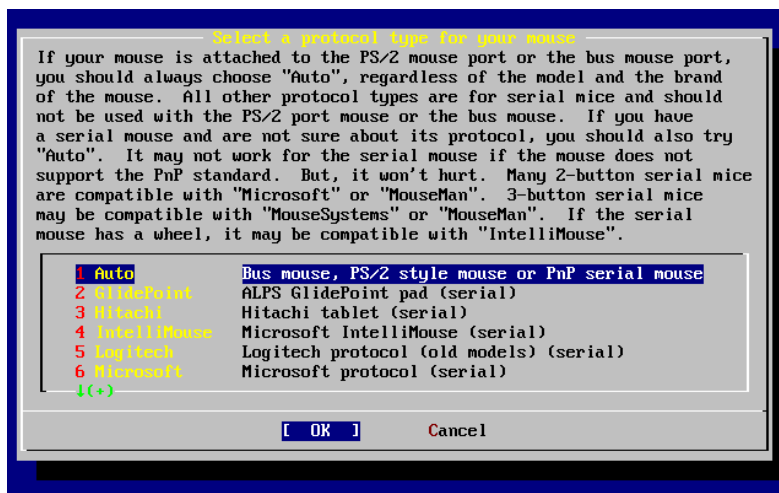 Select a protocol type for your mouse
If your mouse is attached to the PS/2 mouse port or the bus mouse port,
you should always choose "Auto", regardless of the model and the brand
of the mouse.  All other protocol types are for serial mice and should
not be used with the PS/2 port mouse or the bus mouse.  If you have
a serial mouse and are not sure about its protocol, you should also try
"Auto".  It may not work for the serial mouse if the mouse does not
support the PnP standard.  But, it won't hurt.  Many 2-button serial mice
are compatible with "Microsoft" or "MouseMan".  3-button serial mice
may be compatible with "MouseSystems" or "MouseMan".  If the serial
mouse has a wheel, it may be compatible with "IntelliMouse".
1 Auto Bus mouse, PS/2 style mouse or PnP serial mouse
2 GlidePoint ALPS GlidePoint pad (serial)
3 Hitachi Hitachi tablet (serial)
4 IntelliMouse Microsoft IntelliMouse (serial)
5 Logitech Logitech protocol (old models) (serial)
6 Microsoft Microsoft protocol (serial)
↓(+)
[ OK ] Cancel